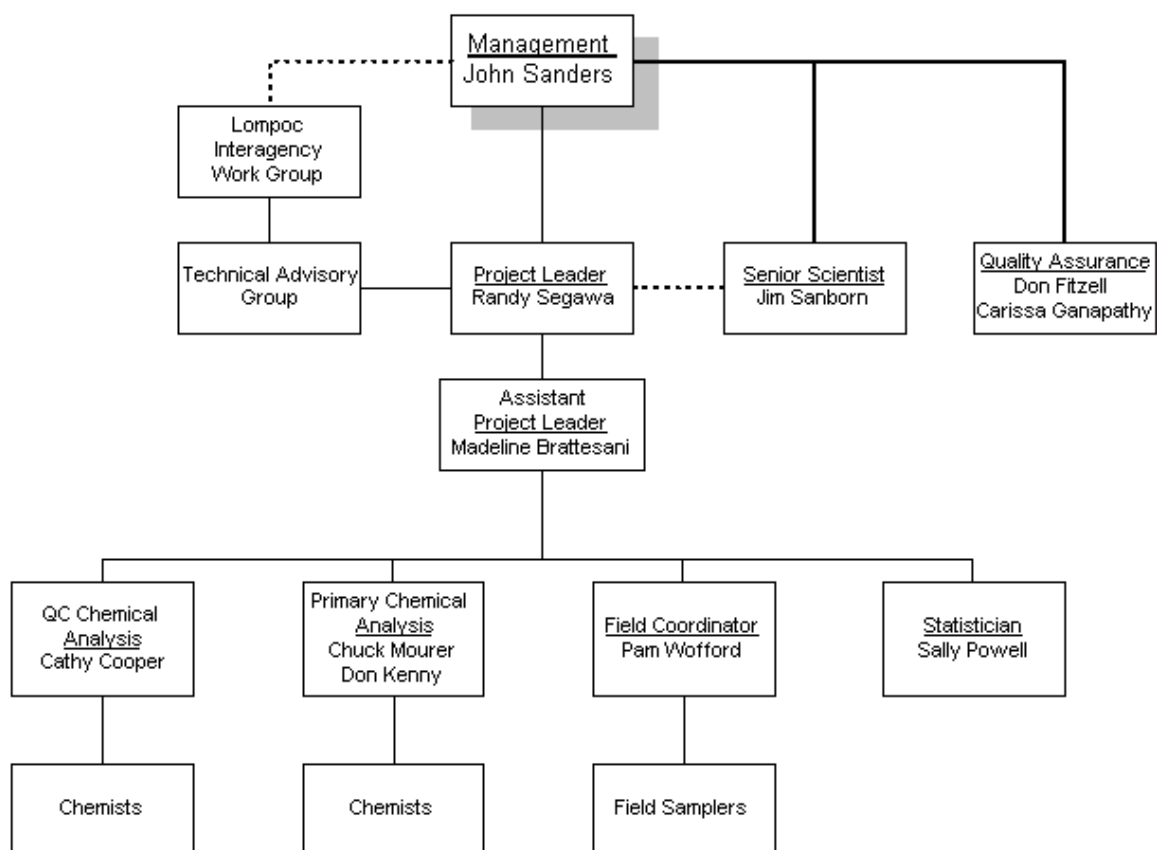 Management
John Sanders
Lompoc
Interagency
Work Group
Technical Advisory
Group
Project Leader
Randy Segawa
Senior Scientist
Jim Sanborn
Quality Assurance
Don Fitzell
Carissa Ganapathy
Assistant
Project Leader
Madeline Brattesani
QC Chemical
Analysis
Cathy Cooper
Primary Chemical
Analysis
Chuck Mourer
Don Kenny
Field Coordinator
Pam Wofford
Statistician
Sally Powell
Chemists
Chemists
Field Samplers